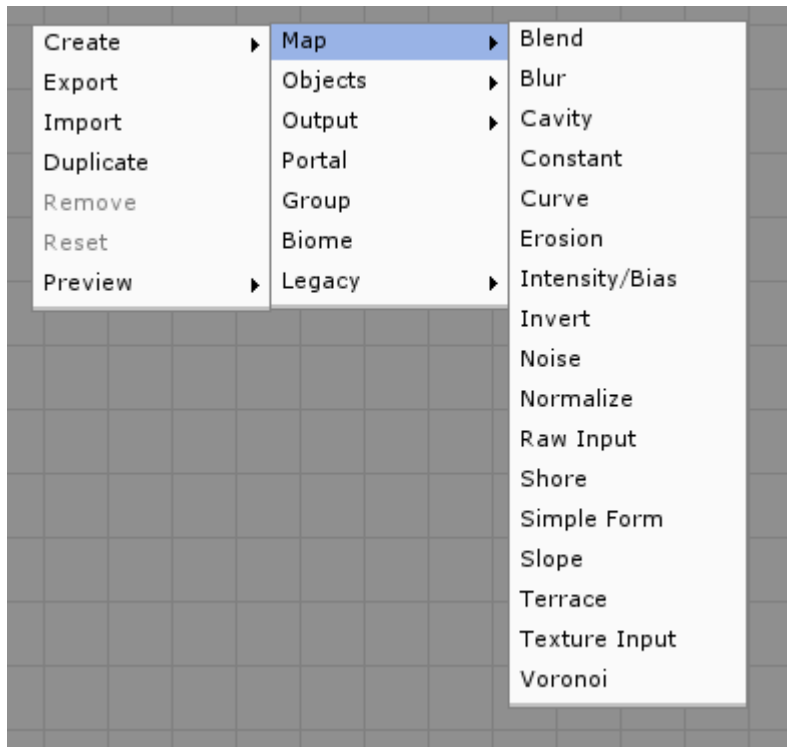 Create
Export
Import
Duplicate
Remove
Reset
Preview
Map
Objects
Output
Portal
Group
Biome
Legacy
Blend
Blur
Cavity
Constant
Curve
Erosion
Intensity/Bias
Invert
Noise
Normalize
Raw Input
Shore
Simple Form
Slope
Terrace
Texture Input
Voronoi